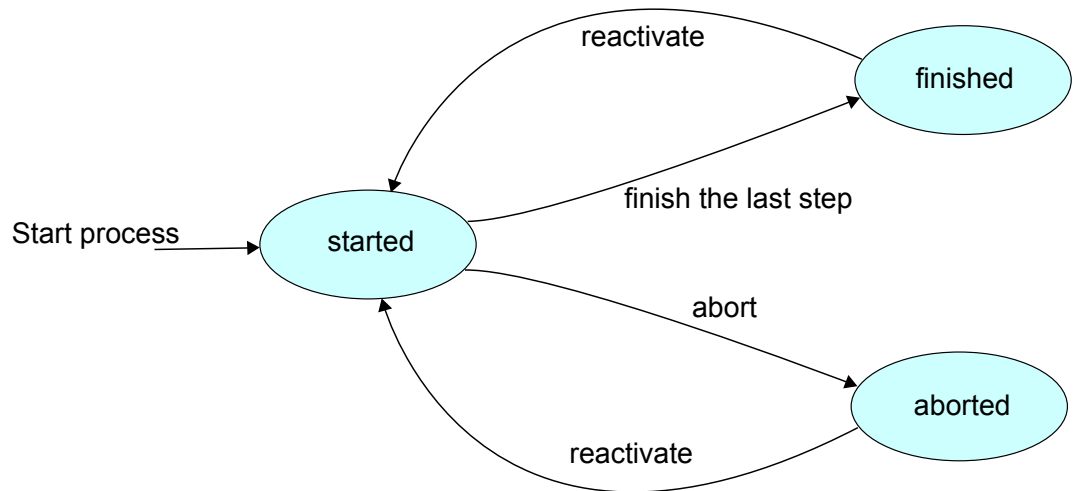 reactivate
finished
finish the last step
Start process
started
abort
aborted
reactivate